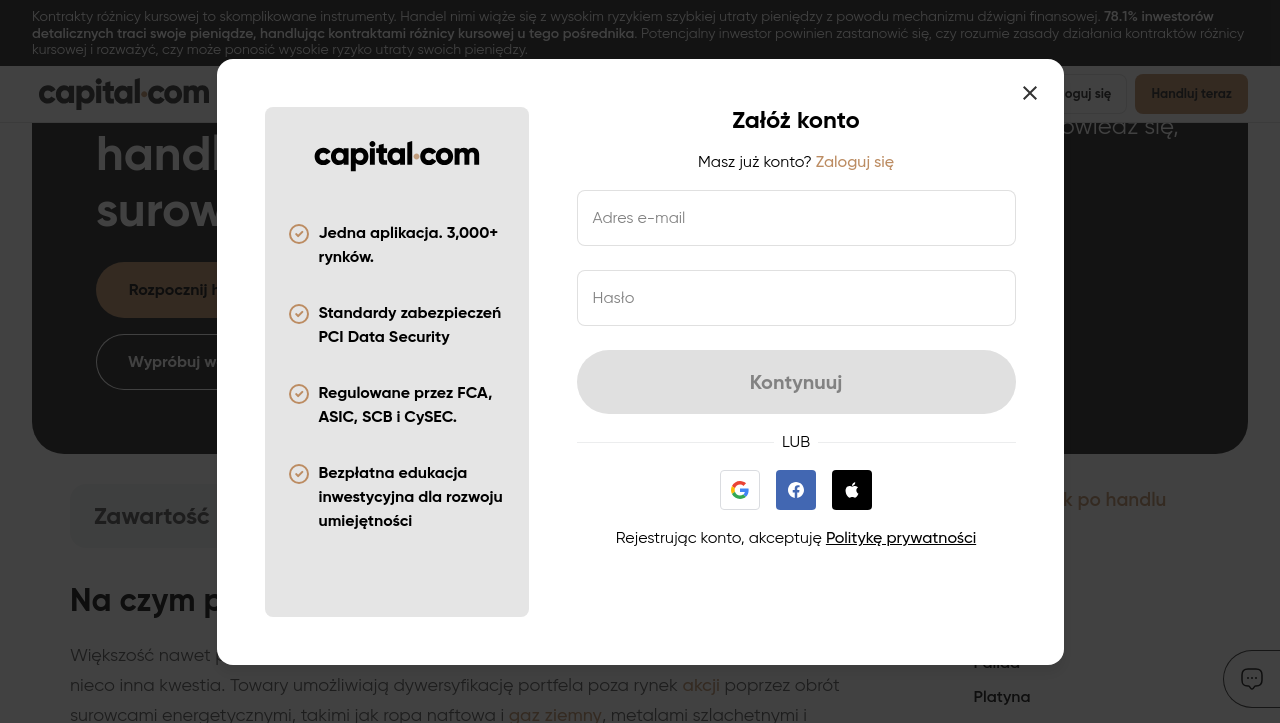 Kontrakty różnicy kursowej to skomplikowane instrumenty. Handel nimi wiąże się z wysokim ryzykiem szybkiej utraty pieniędzy z powodu mechanizmu dźwigni finansowej. 78.1% inwestorów
detalicznych traci swoje pieniądze, handlując kontraktami różnicy kursowej u tego pośrednika. Potencjalny inwestor powinien zastanowić się, czy rozumie zasady działania kontraktów różnicy
kursowej i rozważyć, czy może ponosić wysokie ryzyko utraty swoich pieniędzy.
capital.com
oguj się
Handluj teraz
handl
surow
Rozpocznij h
Wypróbuj w
capital.com
Jedna aplikacja. 3,000+
rynków.
Standardy zabezpieczeń
PCI Data Security
Regulowane przez FCA,
ASIC, SCB i CySEC.
Bezpłatna edukacja
inwestycyjna dla rozwoju
umiejętności
Załóż konto
Masz już konto? Zaloguj się
Adres e-mail
Hasło
Kontynuuj
LUB
Rejestrując konto, akceptuję Politykę prywatności
owiedz się,
k po handlu
Zawartość
Na czym p
Większość nawet p
nieco inna kwestia. Towary umożliwiają dywersyfikację portfela poza rynek akcji poprzez obrót
surowcami energetycznymi, takimi jak ropa naftowa i gaz ziemny, metalami szlachetnymi i
Platyna